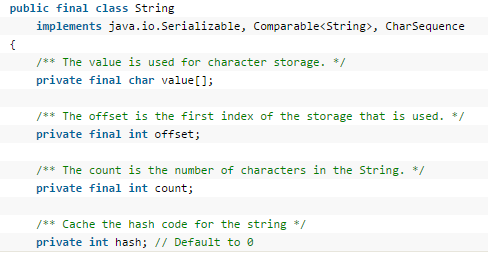 public final class String
    implements java.io.Serializable, Comparable<String>, CharSequence
{
    /** The value is used for character storage. */
    private final char value[];
    /** The offset is the first index of the storage that is used. */
    private final int offset;
    /** The count is the number of characters in the String. */
    private final int count;
    /** Cache the hash code for the string */
    private int hash; // Default to 0